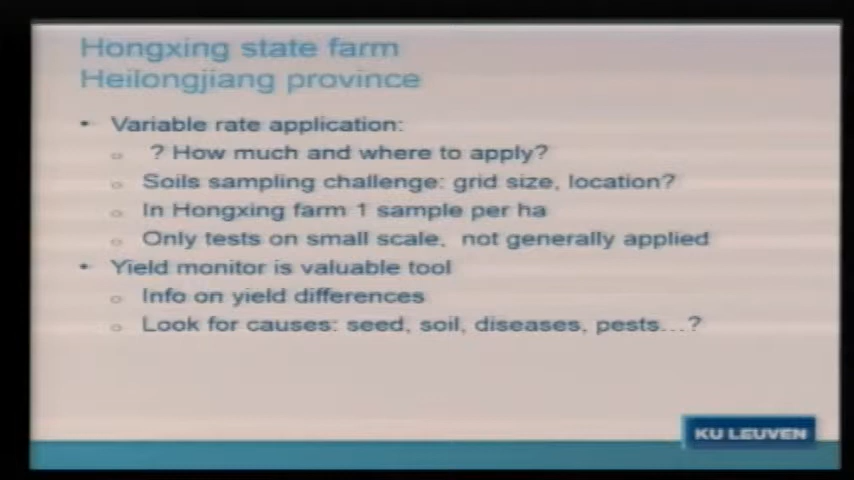 Hongxing state farm
Heilongjiang province
• Variable rate application:
o ? How much and where to apply?
o Soils sampling challenge: grid size, location?
o In Hongxing farm 1 sample per ha
o Only tests on small scale, not generally applied
• Yield monitor is valuable tool
o Info on yield differences
o Look for causes: seed, soil, diseases, pests...?
KU LEUVEN